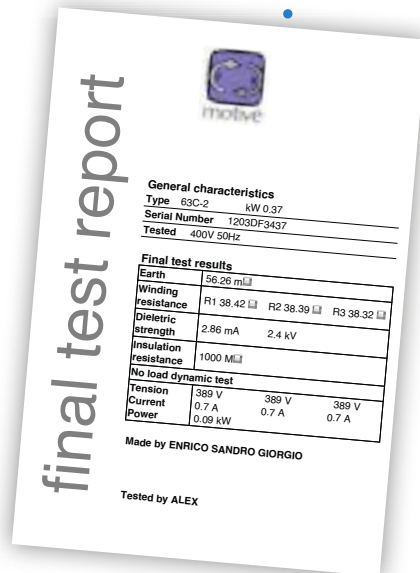 motive
final test report
General characteristics
Type 63C-2 kW 0.37
Serial Number 1203DF3437
Tested 400V 50Hz
Final test results
Earth 56.26 m
Winding resistance R1 38.42 R2 38.39 R3 38.32
Dieletric strength 2.86 mA 2.4 kV
Insulation resistance 1000 M
No load dynamic test
Tension 389 V 389 V 389 V
Current 0.7 A 0.7 A 0.7 A
Power 0.09 kW
Made by ENRICO SANDRO GIORGIO
Tested by ALEX